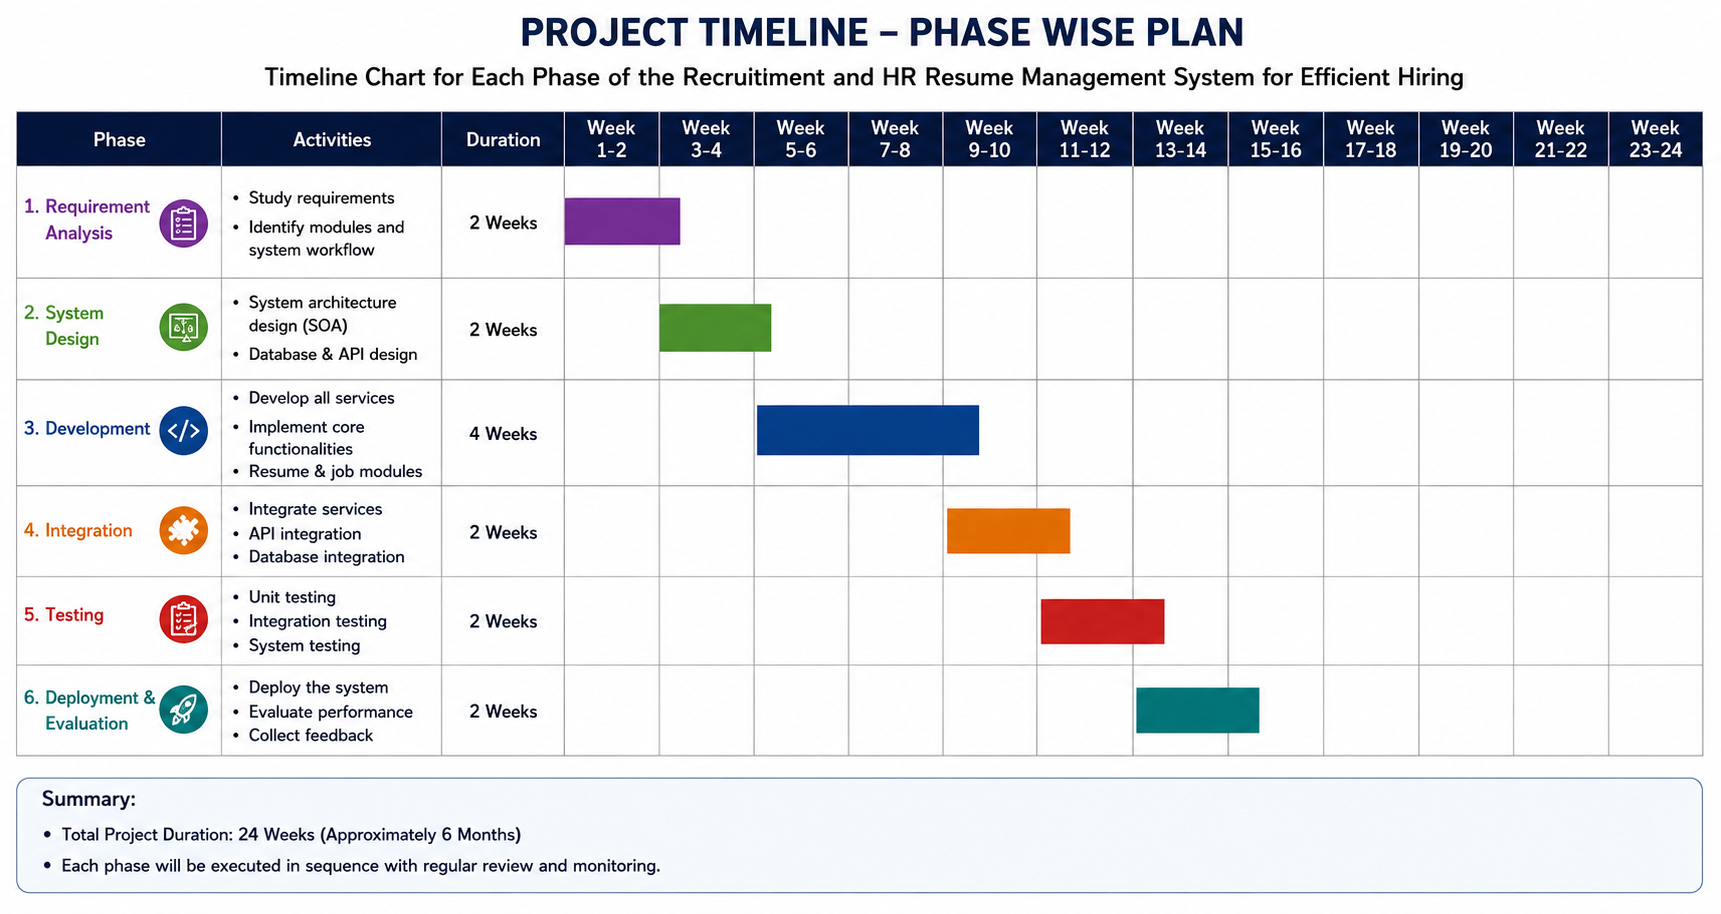 PROJECT TIMELINE – PHASE WISE PLAN
Timeline Chart for Each Phase of the Recruitiment and HR Resume Management System for Efficient Hiring
Phase
Activities
Duration
Week
1-2
Week
3-4
Week
5-6
Week
7-8
Week
9-10
Week
11-12
Week
13-14
Week
15-16
Week
17-18
Week
19-20
Week
21-22
Week
23-24
1. Requirement
Analysis
• Study requirements
• Identify modules and
system workflow
2 Weeks
2. System
Design
• System architecture
design (SOA)
• Database & API design
2 Weeks
3. Development
</>
• Develop all services
• Implement core
functionalities
• Resume & job modules
4 Weeks
4. Integration
• Integrate services
• API integration
• Database integration
2 Weeks
5. Testing
• Unit testing
• Integration testing
• System testing
2 Weeks
6. Deployment &
Evaluation
• Deploy the system
• Evaluate performance
• Collect feedback
2 Weeks
Summary:
• Total Project Duration: 24 Weeks (Approximately 6 Months)
• Each phase will be executed in sequence with regular review and monitoring.